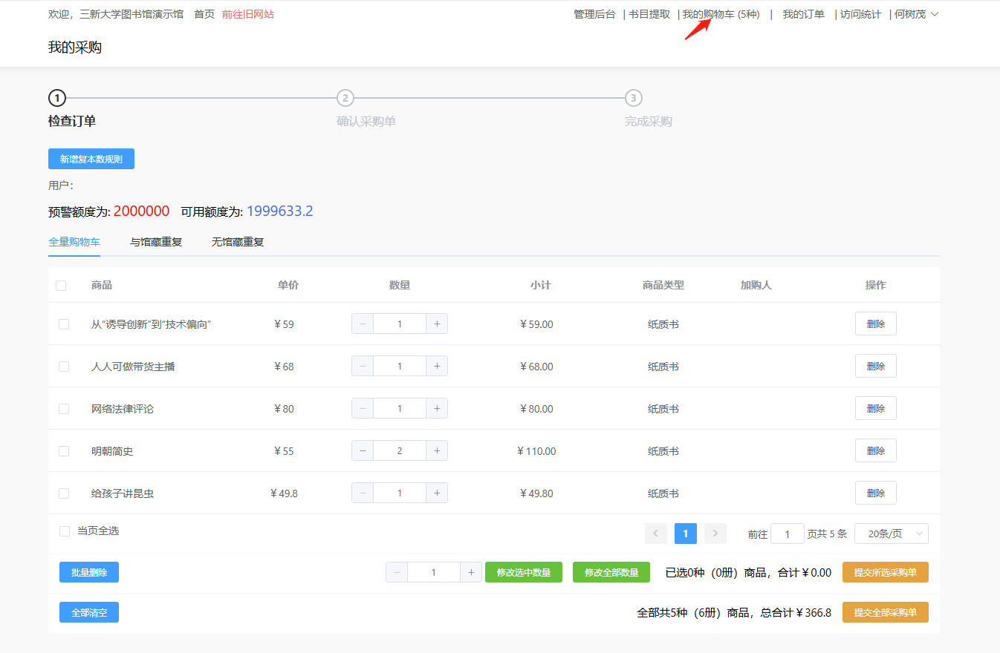 欢迎，三新大学图书馆演示馆 首页 前往旧网站 管理后台 | 书目提取 | 我的购物车 (5种) | 我的订单 | 访问统计 | 何树茂
我的采购
1 2 3
检查订单 确认采购单 完成采购
新增复本数规则
用户:
预警额度为: 2000000 可用额度为: 1999633.2
全量购物车 与馆藏重复 无馆藏重复
商品 单价 数量 小计 商品类型 加购人 操作
从“诱导创新”到“技术偏向” ￥59 − 1 + ￥59.00 纸质书 删除
人人可做带货主播 ￥68 − 1 + ￥68.00 纸质书 删除
网络法律评论 ￥80 − 1 + ￥80.00 纸质书 删除
明朝简史 ￥55 − 2 + ￥110.00 纸质书 删除
给孩子讲昆虫 ￥49.8 − 1 + ￥49.80 纸质书 删除
当页全选 < 1 > 前往 1 页共 5 条 20条/页
批量删除 − 1 + 修改选中数量 修改全部数量 已选0种（0册）商品，合计￥0.00 提交所选采购单
全部清空 全部共5种（6册）商品，总合计￥366.8 提交全部采购单